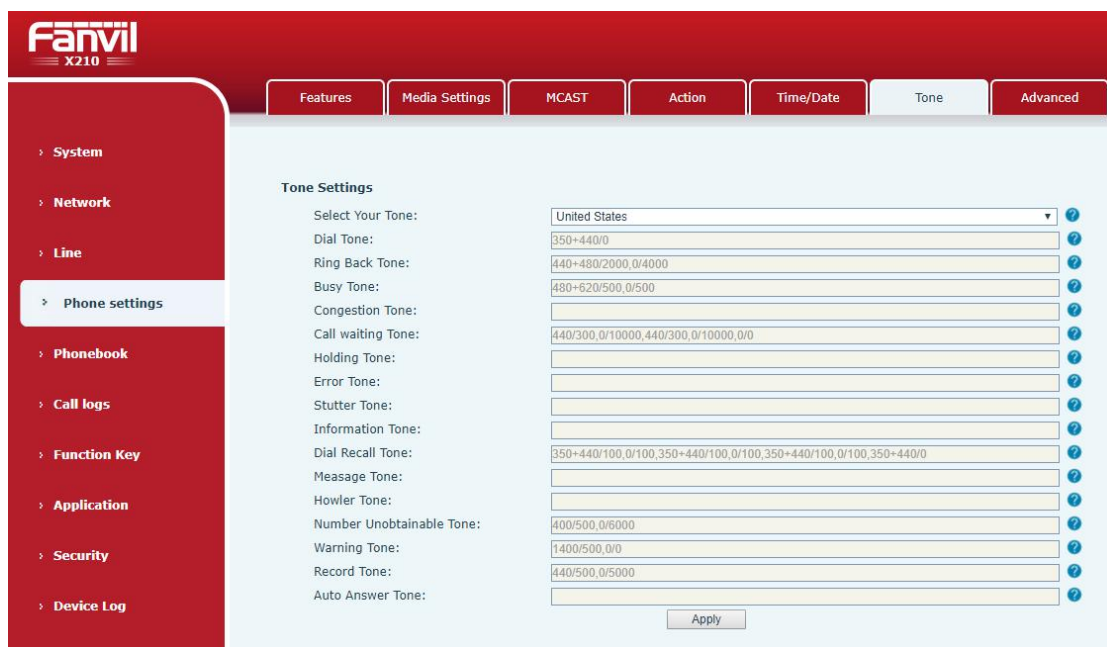 Fanvil
X210
Features Media Settings MCAST Action Time/Date Tone Advanced
› System
› Network
› Line
› Phone settings
› Phonebook
› Call logs
› Function Key
› Application
› Security
› Device Log
Tone Settings
Select Your Tone: United States ▼ ?
Dial Tone: 350+440/0 ?
Ring Back Tone: 440+480/2000,0/4000 ?
Busy Tone: 480+620/500,0/500 ?
Congestion Tone: ?
Call waiting Tone: 440/300,0/10000,440/300,0/10000,0/0 ?
Holding Tone: ?
Error Tone: ?
Stutter Tone: ?
Information Tone: ?
Dial Recall Tone: 350+440/100,0/100,350+440/100,0/100,350+440/100,0/100,350+440/0 ?
Measage Tone: ?
Howler Tone: ?
Number Unobtainable Tone: 400/500,0/6000 ?
Warning Tone: 1400/500,0/0 ?
Record Tone: 440/500,0/5000 ?
Auto Answer Tone: ?
Apply